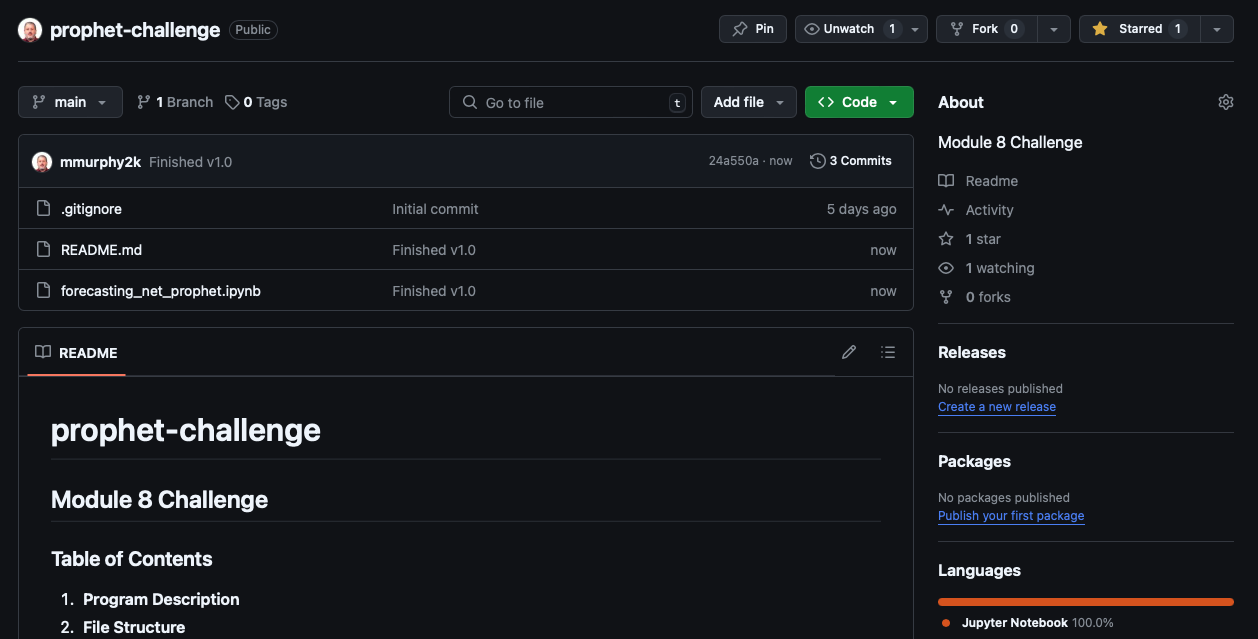 prophet-challenge Public
Pin Unwatch 1 Fork 0 Starred 1
main 1 Branch 0 Tags Go to file t Add file Code
mmurphy2k Finished v1.0 24a550a · now 3 Commits
.gitignore Initial commit 5 days ago
README.md Finished v1.0 now
forecasting_net_prophet.ipynb Finished v1.0 now
README
prophet-challenge
Module 8 Challenge
Table of Contents
1. Program Description
2. File Structure
About
Module 8 Challenge
Readme
Activity
1 star
1 watching
0 forks
Releases
No releases published
Create a new release
Packages
No packages published
Publish your first package
Languages
Jupyter Notebook 100.0%